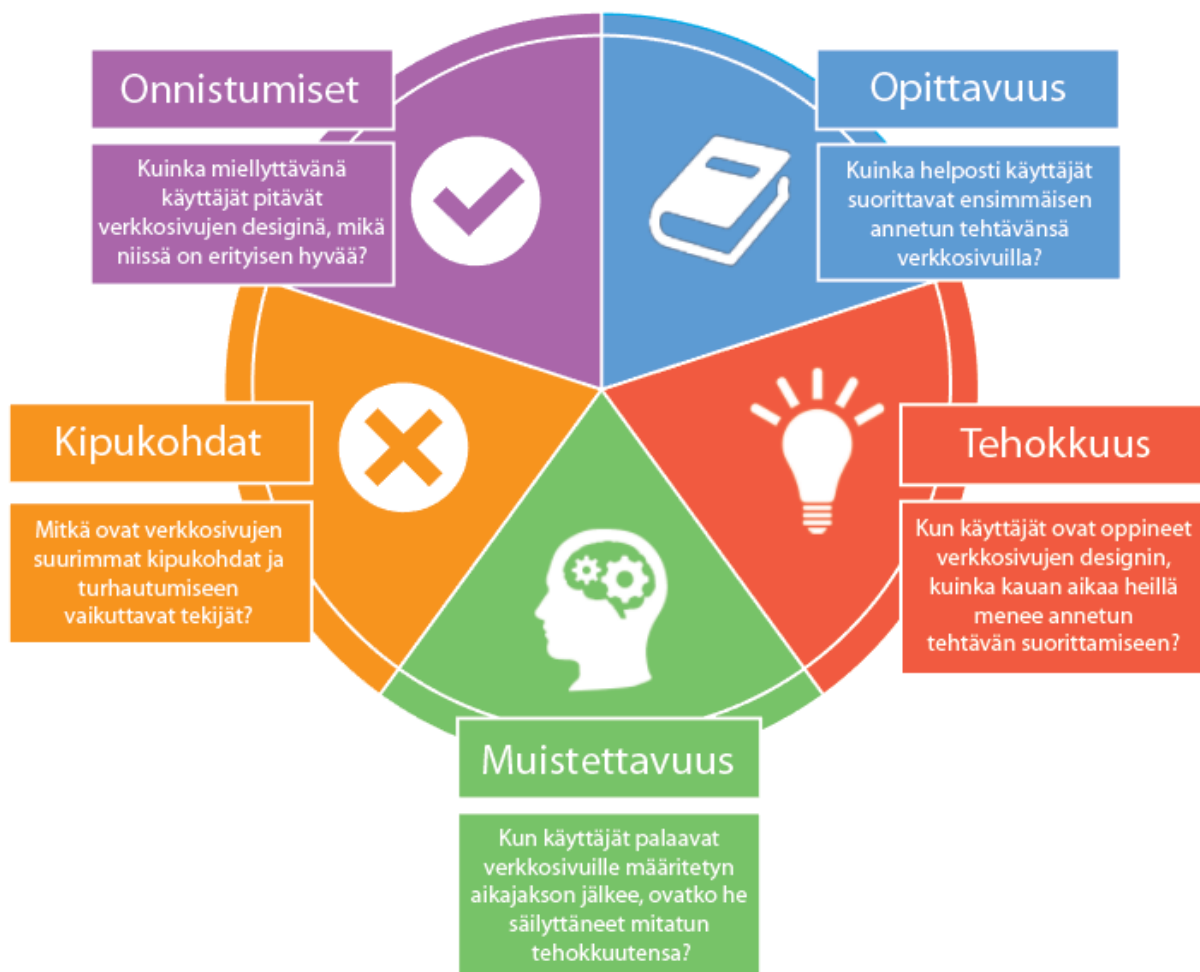 Onnistumiset
Kuinka miellyttävänä
käyttäjät pitävät
verkkosivujen desiginä, mikä
niissä on erityisen hyvää?
Opittavuus
Kuinka helposti käyttäjät
suorittavat ensimmäisen
annetun tehtävänsä
verkkosivuilla?
Kipukohdat
Mitkä ovat verkkosivujen
suurimmat kipukohdat ja
turhautumiseen
vaikuttavat tekijät?
Tehokkuus
Kun käyttäjät ovat oppineet
verkkosivujen designin,
kuinka kauan aikaa heillä
menee annetun
tehtävän suorittamiseen?
Muistettavuus
Kun käyttäjät palaavat
verkkosivuille määritetyn
aikajakson jälkee, ovatko he
säilyttäneet mitatun
tehokkuutensa?